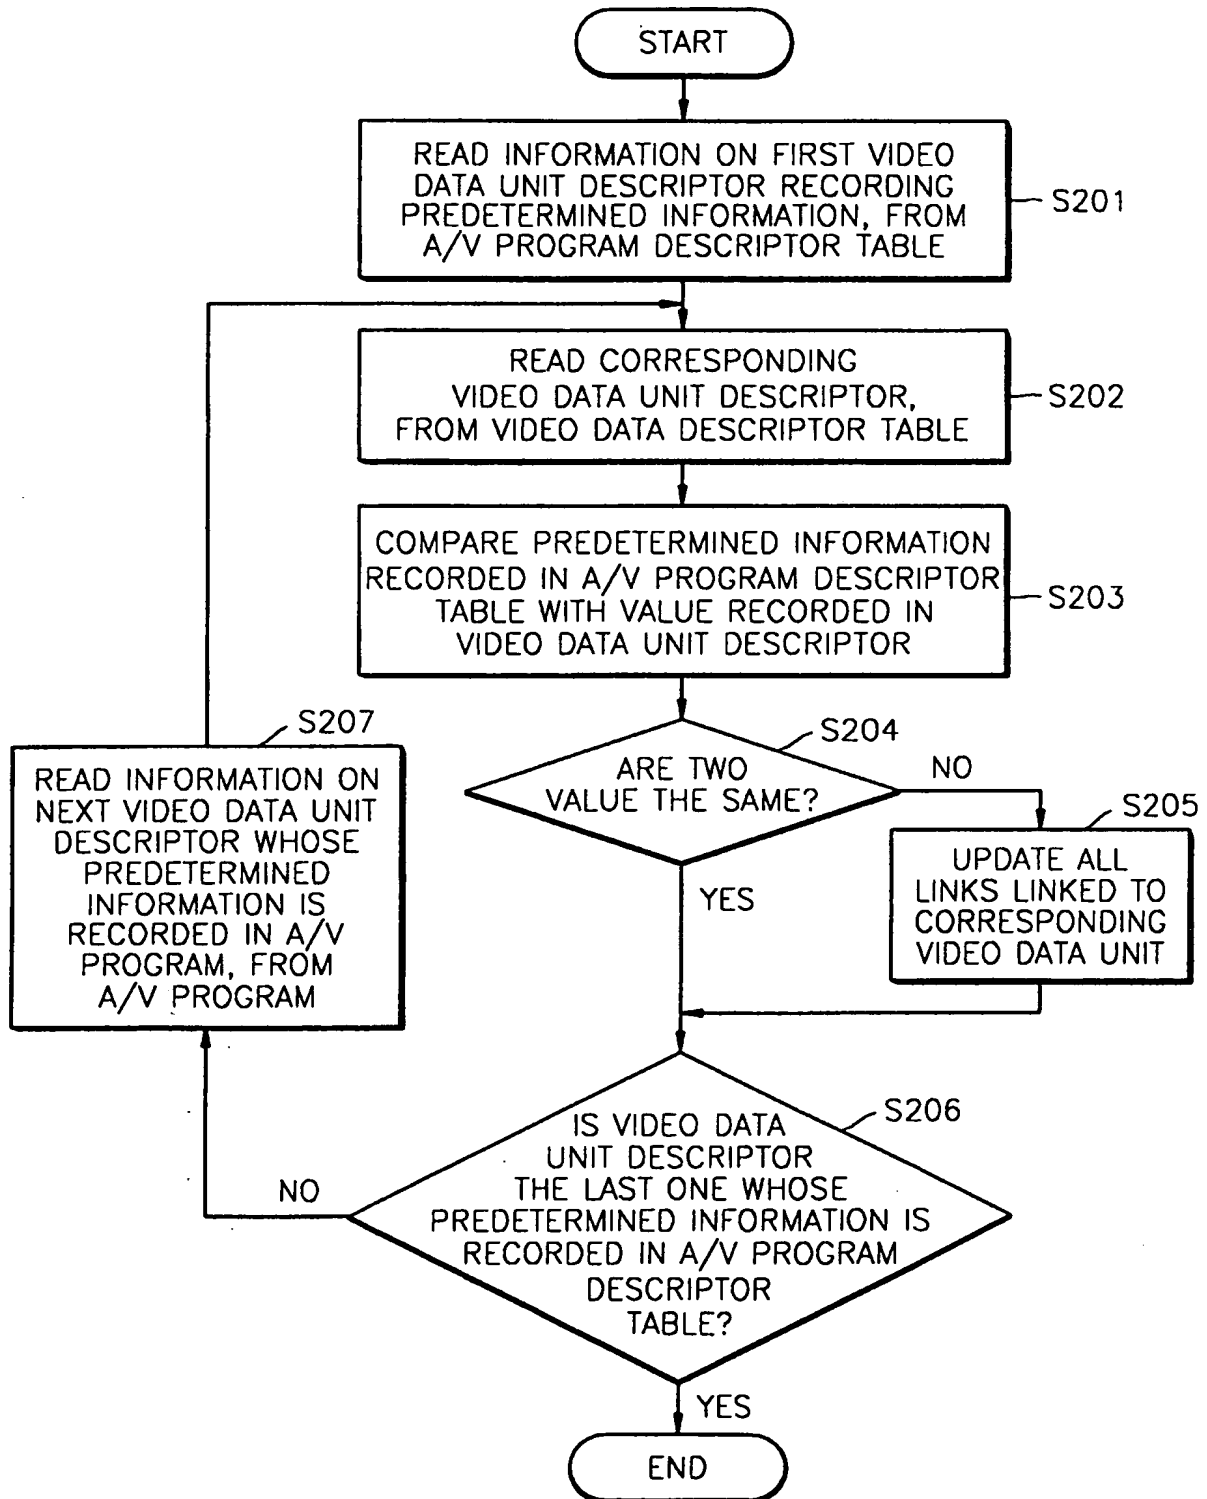 START
READ INFORMATION ON FIRST VIDEO
DATA UNIT DESCRIPTOR RECORDING
PREDETERMINED INFORMATION, FROM
A/V PROGRAM DESCRIPTOR TABLE
S201
READ CORRESPONDING
VIDEO DATA UNIT DESCRIPTOR,
FROM VIDEO DATA DESCRIPTOR TABLE
S202
COMPARE PREDETERMINED INFORMATION
RECORDED IN A/V PROGRAM DESCRIPTOR
TABLE WITH VALUE RECORDED IN
VIDEO DATA UNIT DESCRIPTOR
S203
S204
ARE TWO
VALUE THE SAME?
NO
YES
S205
UPDATE ALL
LINKS LINKED TO
CORRESPONDING
VIDEO DATA UNIT
S206
IS VIDEO DATA
UNIT DESCRIPTOR
THE LAST ONE WHOSE
PREDETERMINED INFORMATION IS
RECORDED IN A/V PROGRAM
DESCRIPTOR
TABLE?
NO
S207
READ INFORMATION ON
NEXT VIDEO DATA UNIT
DESCRIPTOR WHOSE
PREDETERMINED
INFORMATION IS
RECORDED IN A/V
PROGRAM, FROM
A/V PROGRAM
YES
END